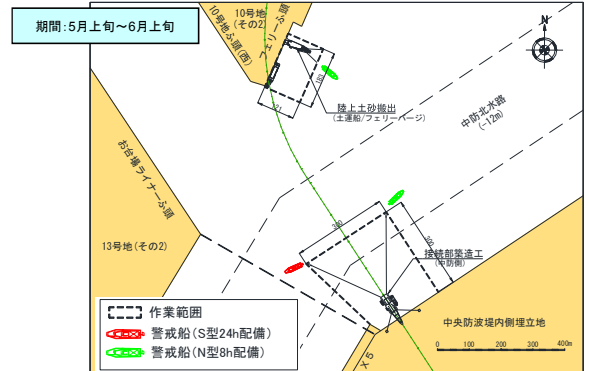 期間:5月上旬～6月上旬
10号地
(その2)
10号地ふ頭(西)
フェリーふ頭
N
183
121
陸上土砂搬出
(土運船/フェリーバージ)
中防北水路
(-12m)
お台場ライナーふ頭
13号地(その2)
380
300
接続部築造工
(中防側)
中央防波堤内側埋立地
X5
作業範囲
警戒船(S型24h配備)
警戒船(N型8h配備)
0 100 200 300 400m